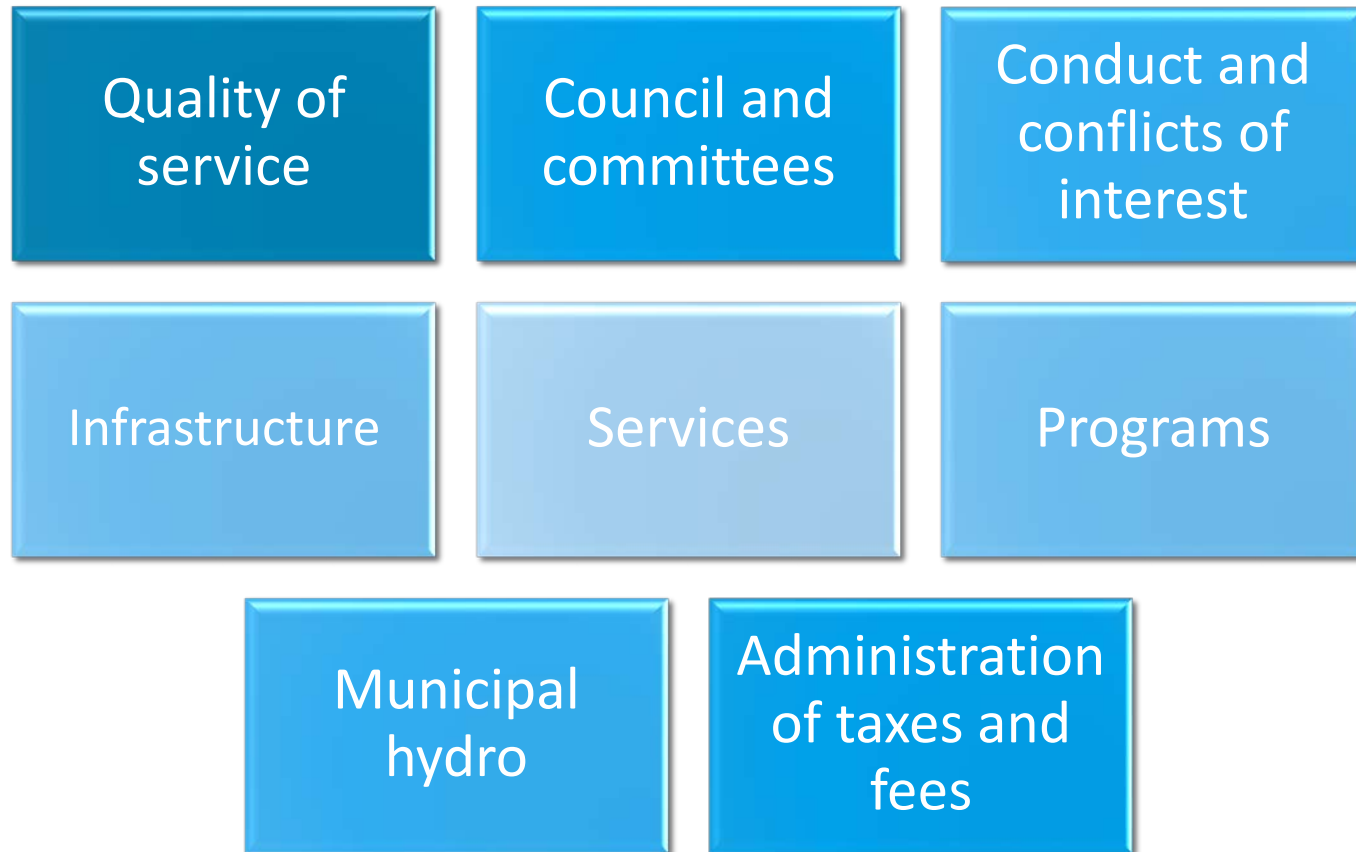 Quality of
service
Council and
committees
Conduct and
conflicts of
interest
Infrastructure
Services
Programs
Municipal
hydro
Administration
of taxes and
fees